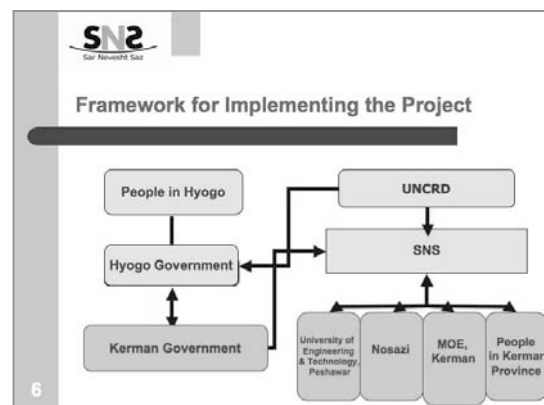 SNS
Sar Nevesht Saz
Framework for Implementing the Project
People in Hyogo
UNCRD
Hyogo Government
SNS
Kerman Government
University of
Engineering
& Technology,
Peshawar
Nosazi
MOE,
Kerman
People
in Kerman
Province
6